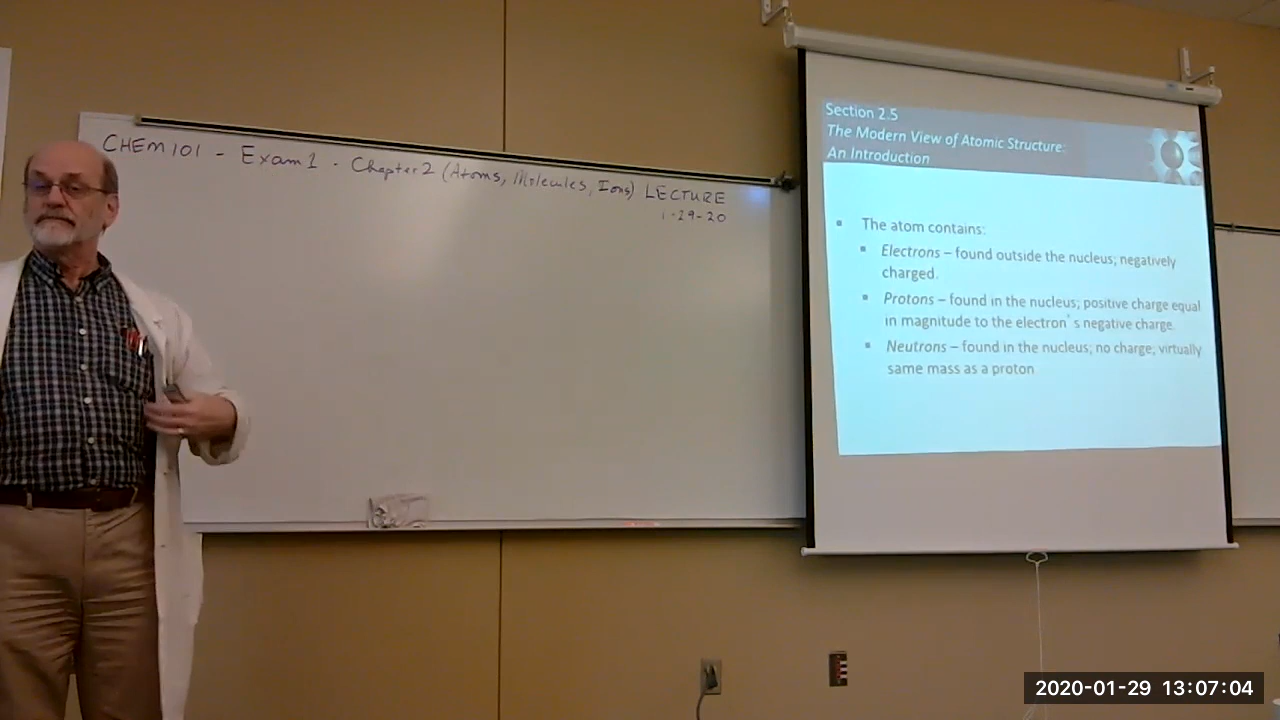 CHEM 101 - Exam 1 - Chapter 2 (Atoms, Molecules, Ions) LECTURE
1-29-20
Section 2.5
The Modern View of Atomic Structure:
An Introduction
▪ The atom contains:
▪ Electrons – found outside the nucleus; negatively
charged.
▪ Protons – found in the nucleus; positive charge equal
in magnitude to the electron's negative charge.
▪ Neutrons – found in the nucleus; no charge; virtually
same mass as a proton
2020-01-29 13:07:04